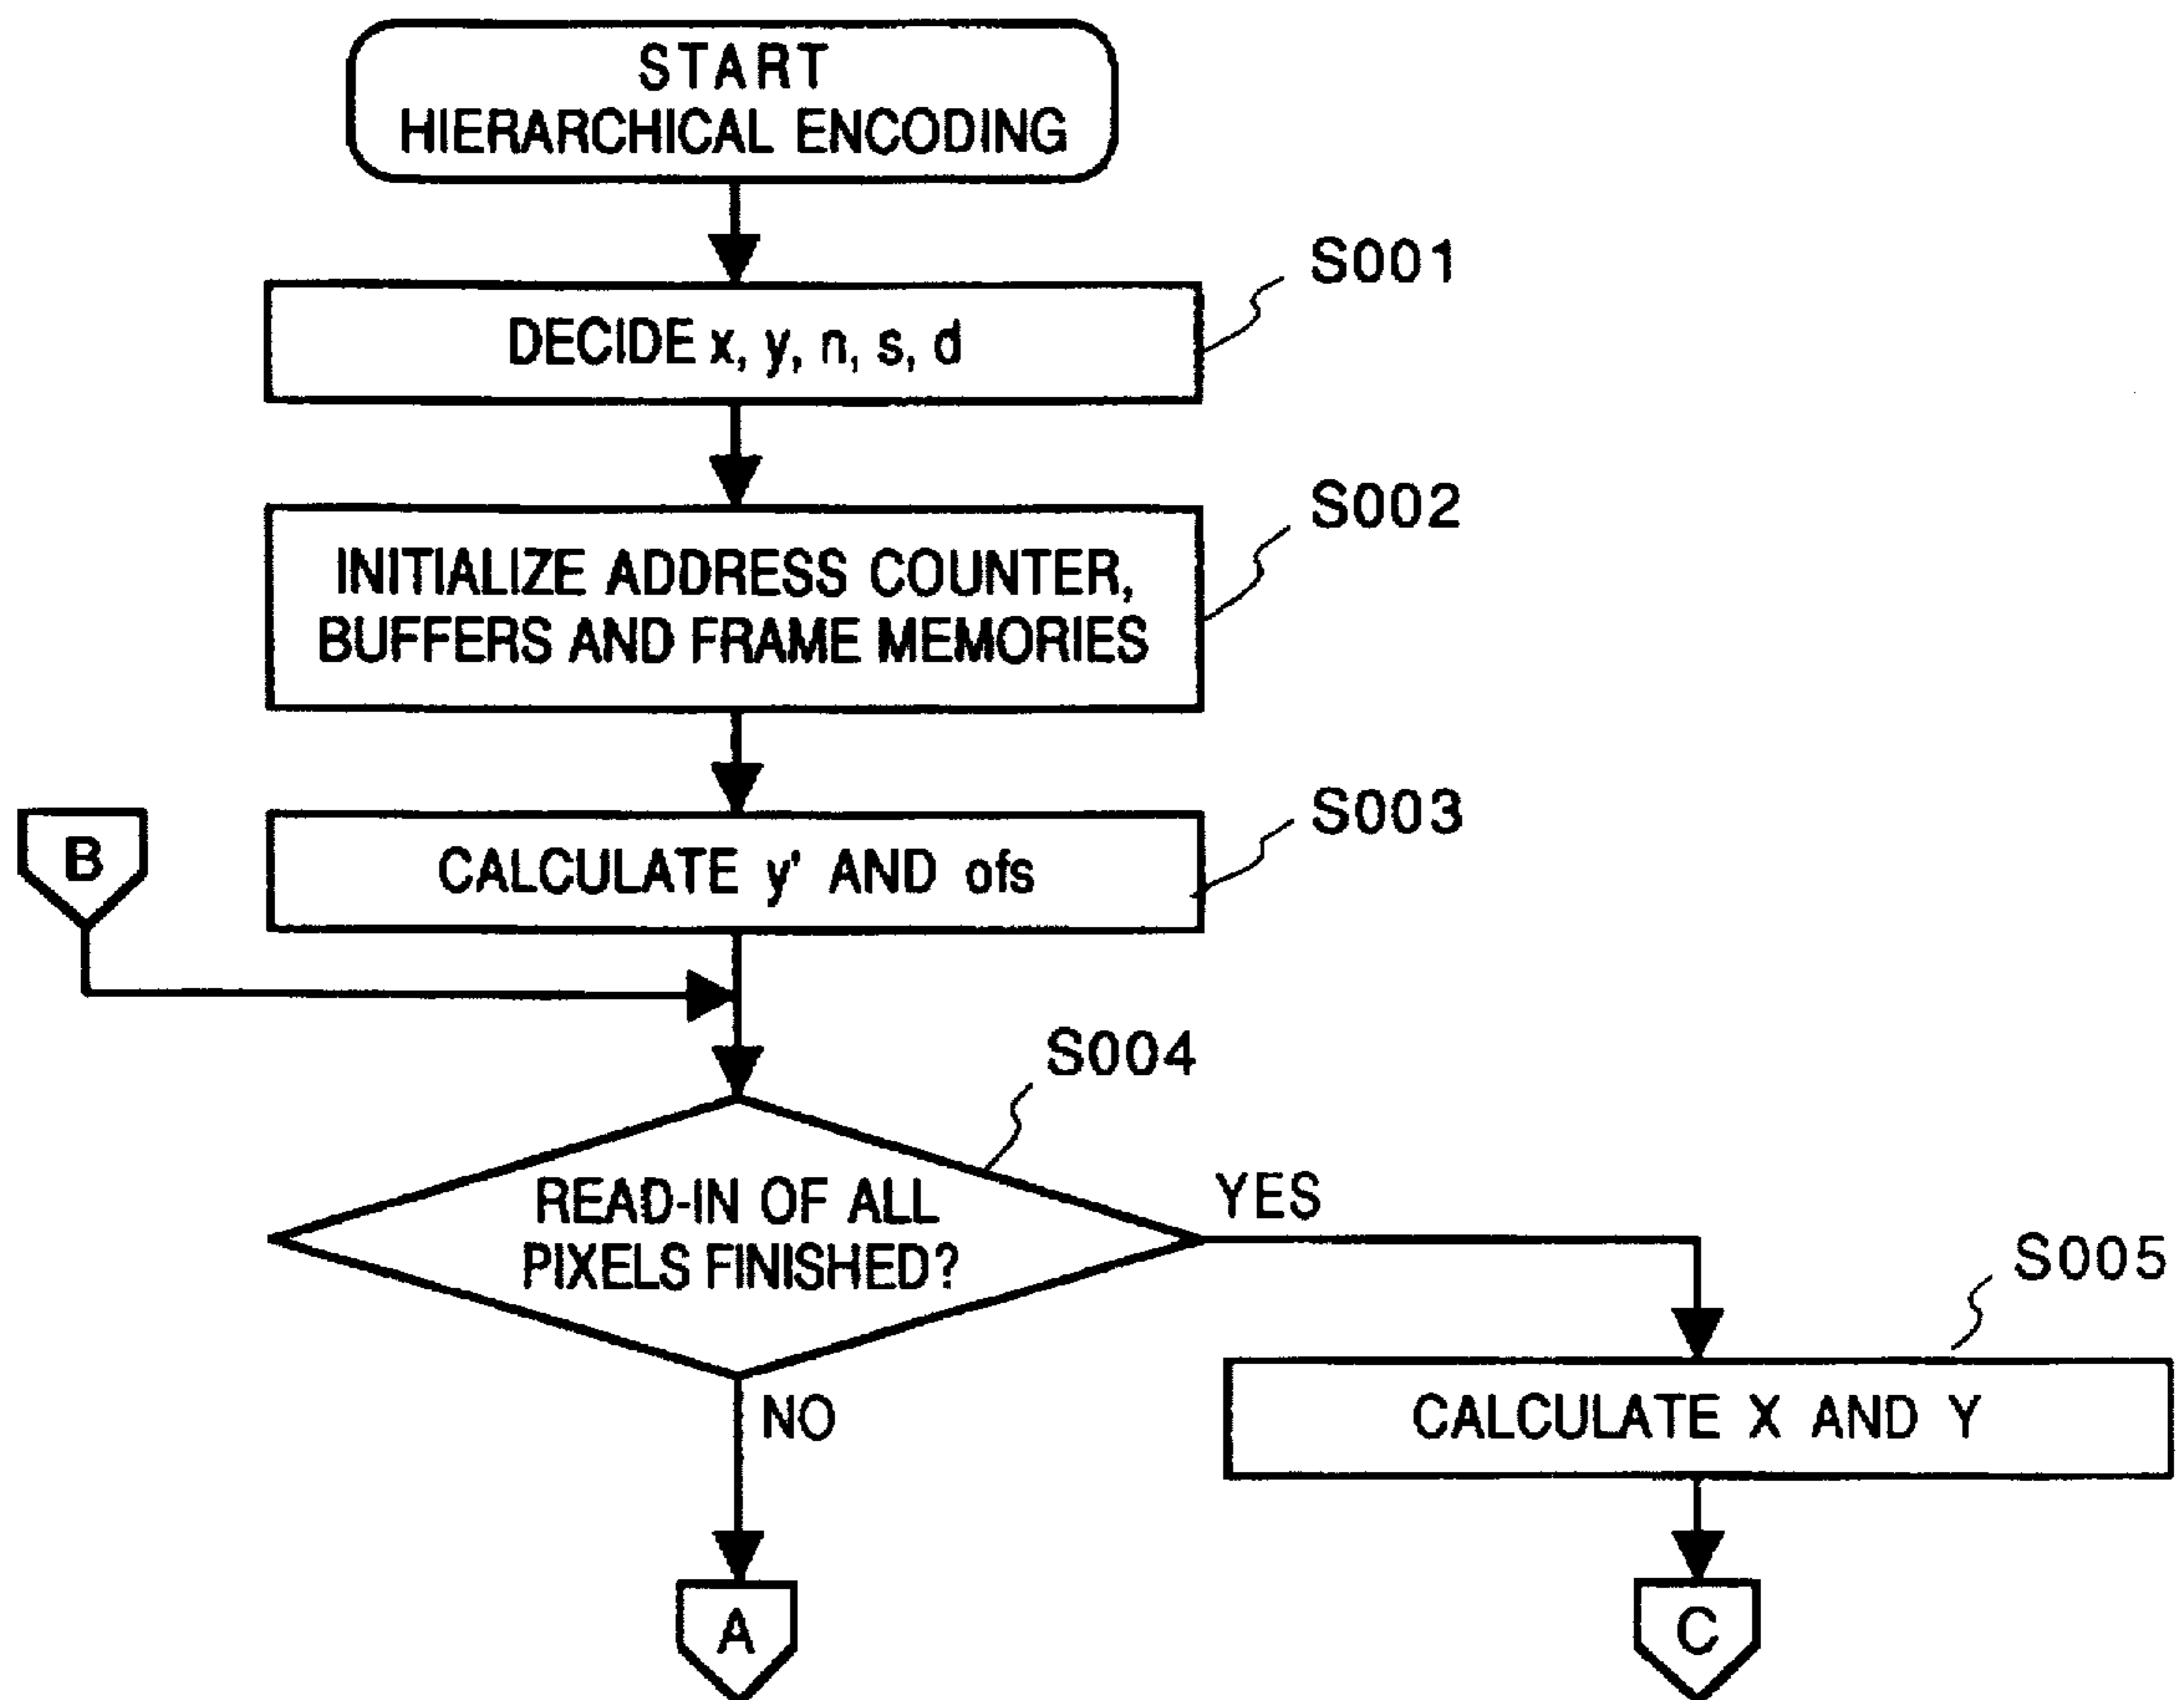 START
HIERARCHICAL ENCODING
S001
DECIDE x, y, n, s, d
S002
INITIALIZE ADDRESS COUNTER,
BUFFERS AND FRAME MEMORIES
S003
B
CALCULATE y' AND ofs
S004
READ-IN OF ALL
PIXELS FINISHED?
YES
S005
NO
CALCULATE X AND Y
A
C